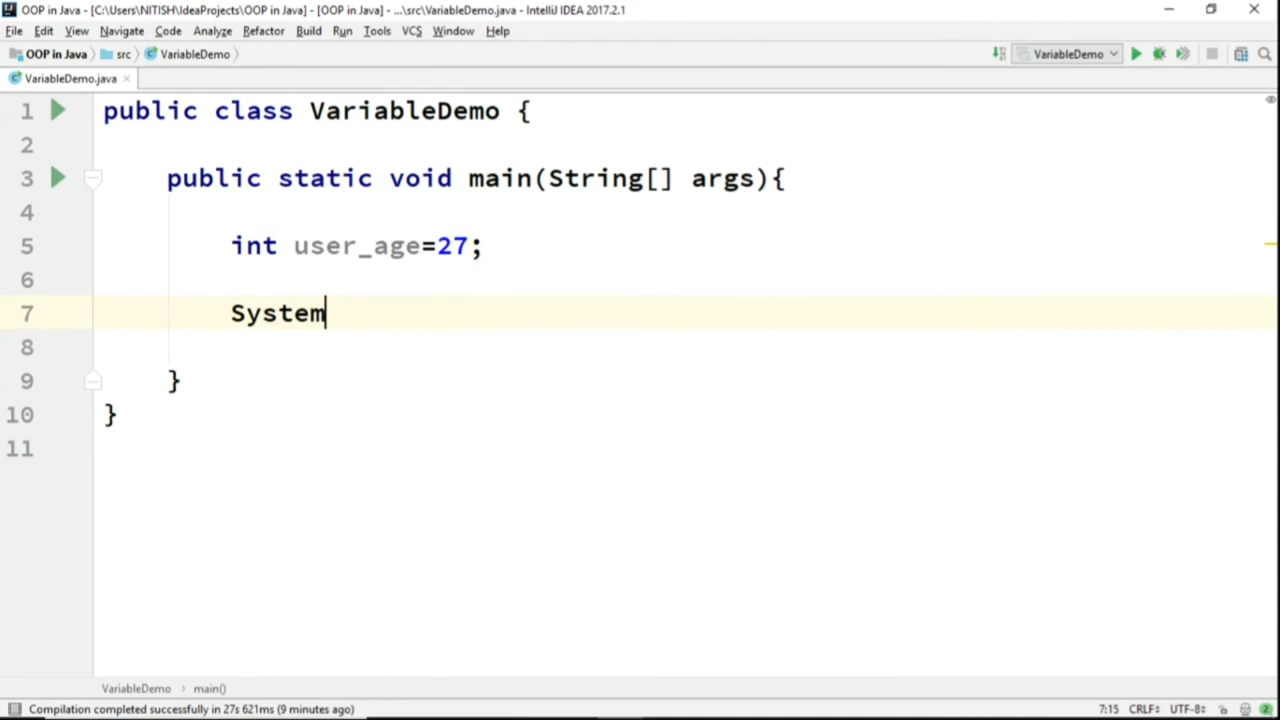 OOP in Java - [C:\Users\NITISH\IdeaProjects\OOP in Java] - [OOP in Java] - ...\src\VariableDemo.java - IntelliJ IDEA 2017.2.1
File Edit View Navigate Code Analyze Refactor Build Run Tools VCS Window Help
OOP in Java src VariableDemo VariableDemo
VariableDemo.java
1 public class VariableDemo {
2
3 public static void main(String[] args){
4
5 int user_age=27;
6
7 System
8
9 }
10 }
11
VariableDemo main()
Compilation completed successfully in 27s 621ms (9 minutes ago) 7:15 CRLF UTF-8 2